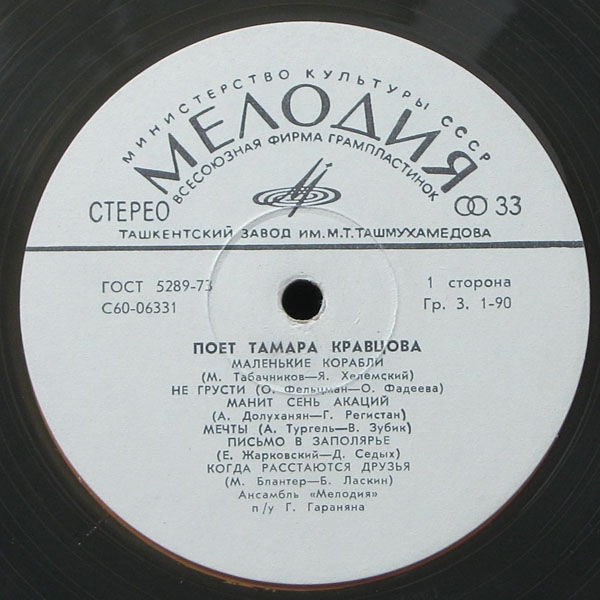 МИНИСТЕРСТВО КУЛЬТУРЫ СССР
МЕЛОДИЯ
ВСЕСОЮЗНАЯ ФИРМА ГРАМПЛАСТИНОК
СТЕРЕО
33
ТАШКЕНТСКИЙ ЗАВОД ИМ.М.Т.ТАШМУХАМЕДОВА
ГОСТ 5289-73
1 сторона
С60-06331
Гр. 3. 1-90
ПОЕТ ТАМАРА КРАВЦОВА
МАЛЕНЬКИЕ КОРАБЛИ
(М. Табачников—Я. Хелемский)
НЕ ГРУСТИ (О. Фельцман—О. Фадеева)
МАНИТ СЕНЬ АКАЦИЙ
(А. Долуханян—Г. Регистан)
МЕЧТЫ (А. Тургель—В. Зубик)
ПИСЬМО В ЗАПОЛЯРЬЕ
(Е. Жарковский—Д. Седых)
КОГДА РАССТАЮТСЯ ДРУЗЬЯ
(М. Блантер—Б. Ласкин)
Ансамбль «Мелодия»
п/у Г. Гараняна